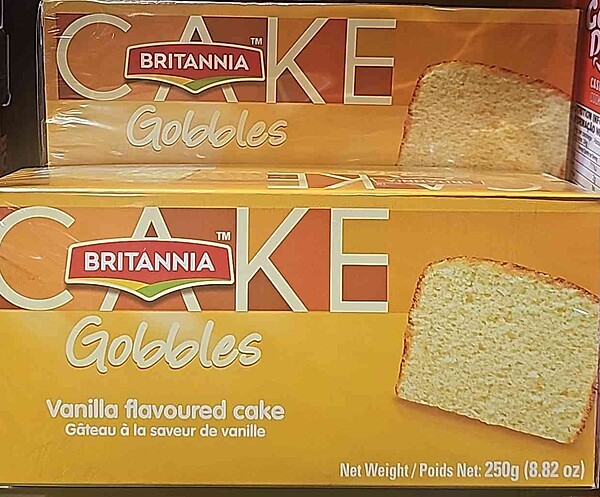 CAKE
BRITANNIA TM
Gobbles
CAKE
BRITANNIA TM
Gobbles
Vanilla flavoured cake
Gâteau à la saveur de vanille
Net Weight / Poids Net: 250g (8.82 oz)